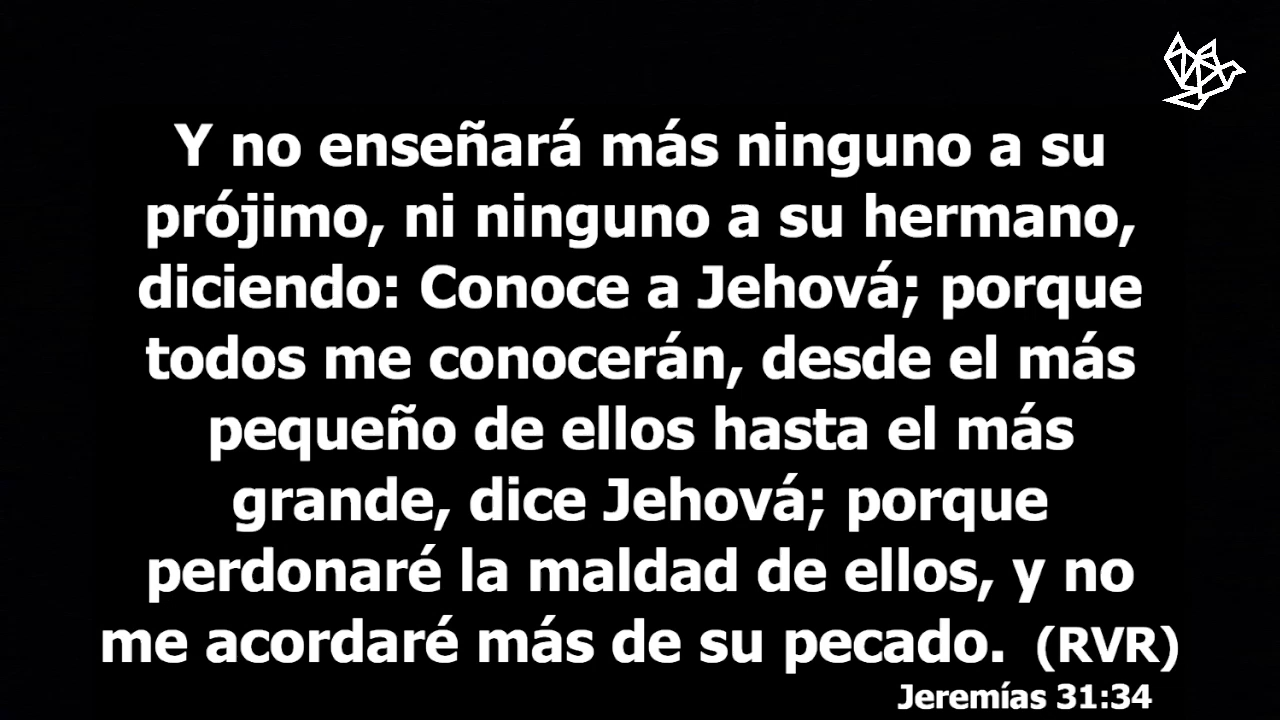 Y no enseñará más ninguno a su
prójimo, ni ninguno a su hermano,
diciendo: Conoce a Jehová; porque
todos me conocerán, desde el más
pequeño de ellos hasta el más
grande, dice Jehová; porque
perdonaré la maldad de ellos, y no
me acordaré más de su pecado. (RVR)
Jeremías 31:34